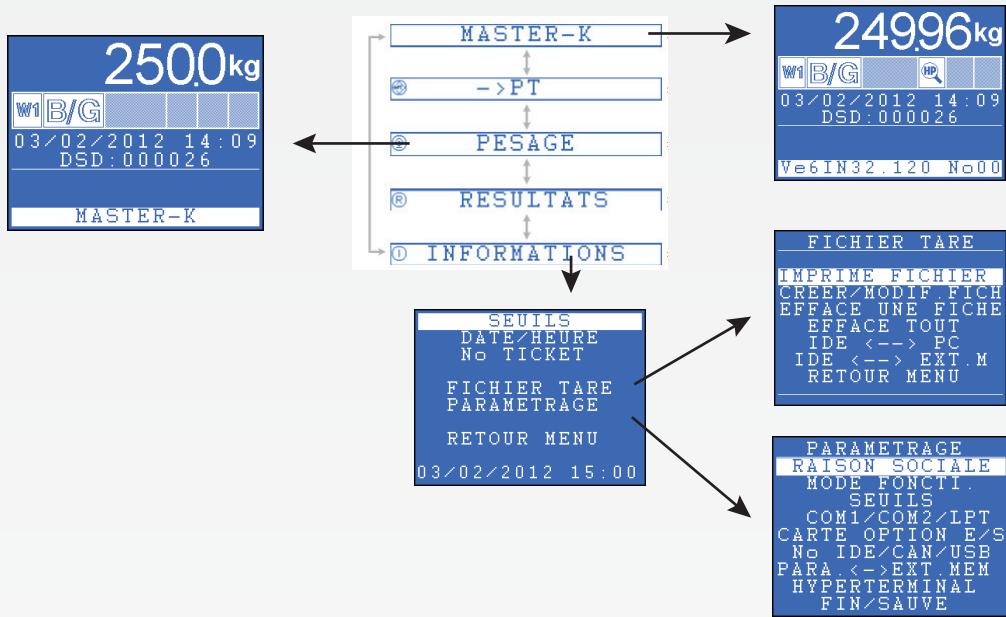 2500kg
W1 B/G
03/02/2012 14:09
DSD:000026
MASTER-K
MASTER-K
->PT
PESAGE
® RESULTATS
INFORMATIONS
249.96kg
W1 B/G HP
03/02/2012 14:09
DSD:000026
Ve6IN32.120 No00
SEUILS
DATE/HEURE
No TICKET
FICHIER TARE
PARAMETRAGE
RETOUR MENU
03/02/2012 15:00
FICHIER TARE
IMPRIME FICHIER
CREER/MODIF.FICH
EFFACE UNE FICHE
EFFACE TOUT
IDE <--> PC
IDE <--> EXT.M
RETOUR MENU
PARAMETRAGE
RAISON SOCIALE
MODE FONCTI.
SEUILS
COM1/COM2/LPT
CARTE OPTION E/S
No IDE/CAN/USB
PARA.<->EXT.MEM
HYPERTERMINAL
FIN/SAUVE